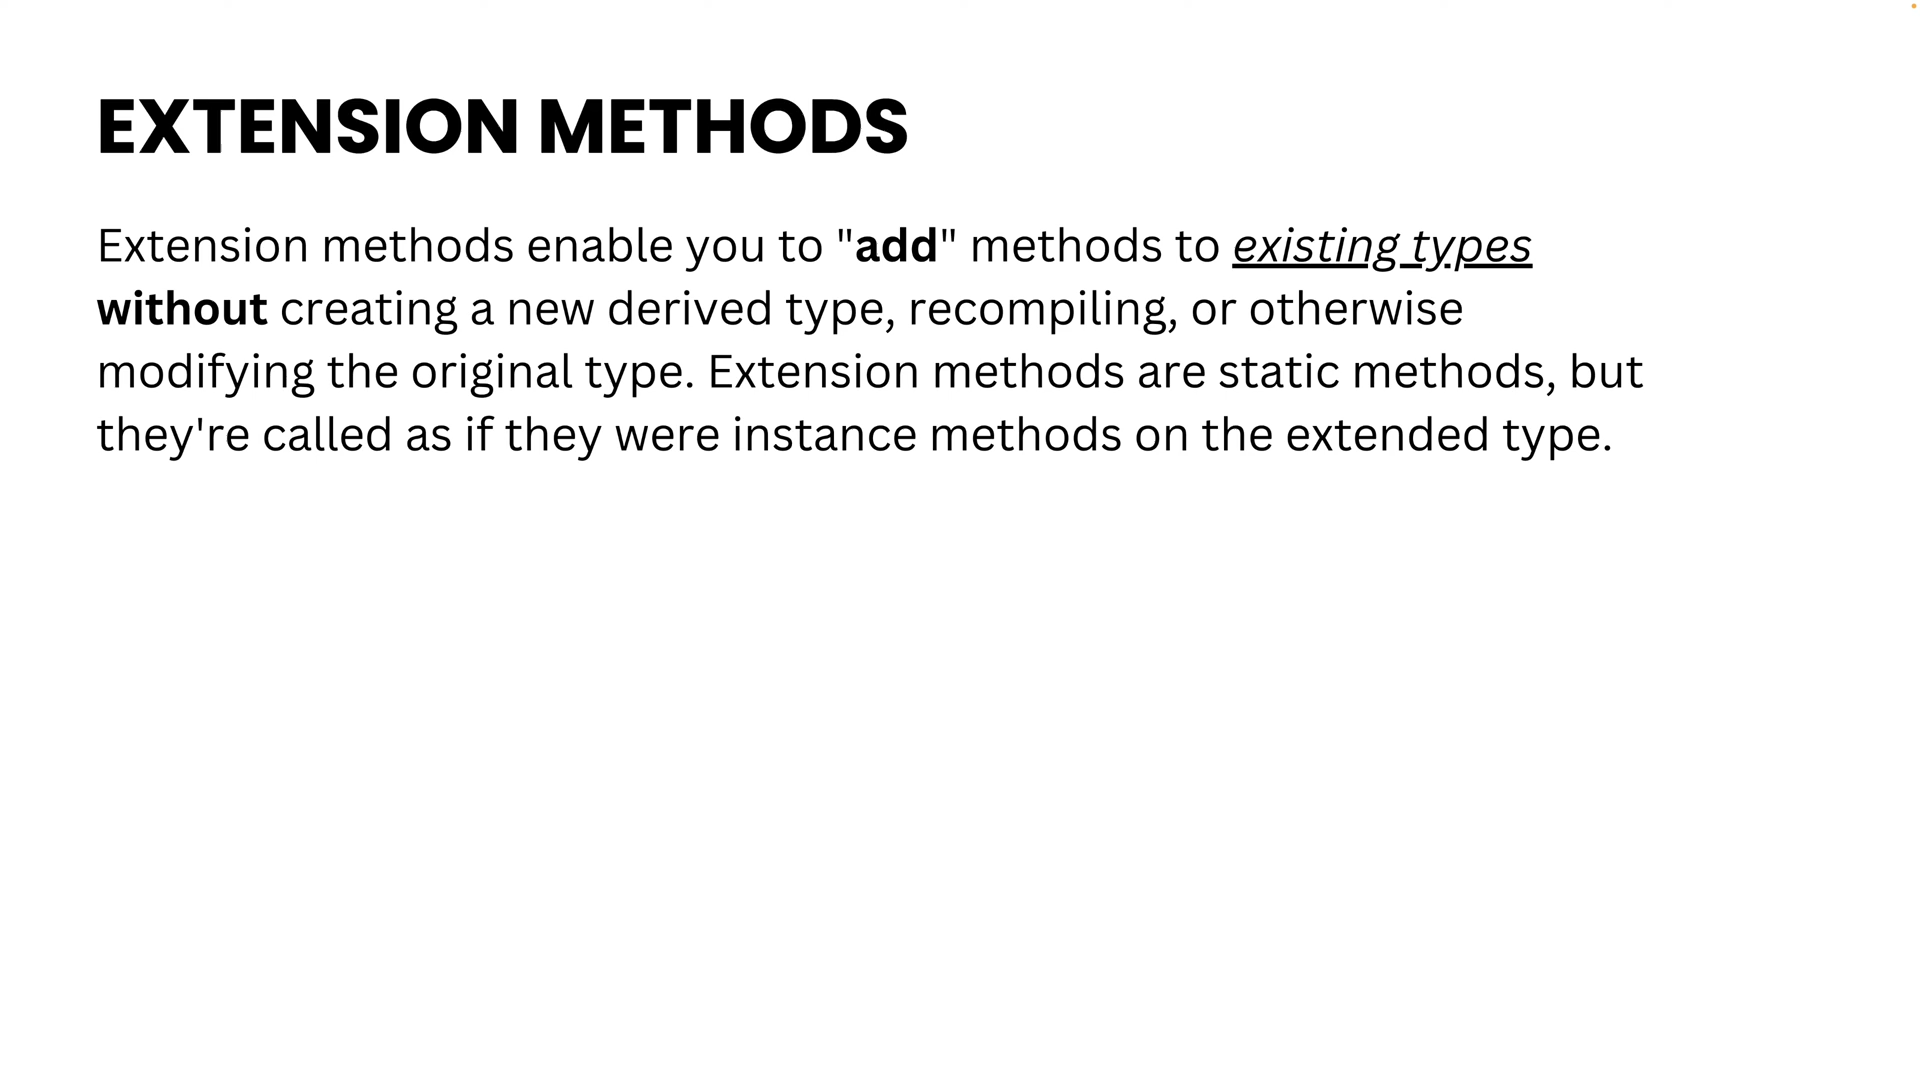 EXTENSION METHODS
Extension methods enable you to "add" methods to existing types
without creating a new derived type, recompiling, or otherwise
modifying the original type. Extension methods are static methods, but
they're called as if they were instance methods on the extended type.